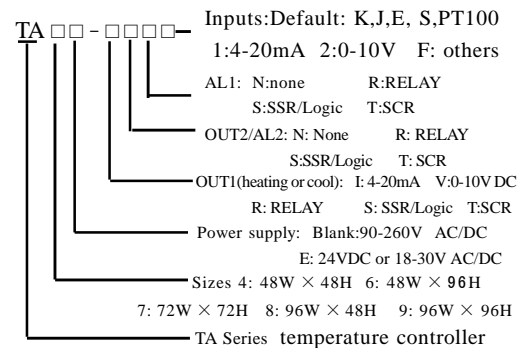 TA □□-□□□□ Inputs:Default: K,J,E, S,PT100
1:4-20mA 2:0-10V F: others
AL1: N:none R:RELAY
S:SSR/Logic T:SCR
OUT2/AL2: N: None R: RELAY
S:SSR/Logic T: SCR
OUT1(heating or cool): I: 4-20mA V:0-10V DC
R: RELAY S: SSR/Logic T:SCR
Power supply: Blank:90-260V AC/DC
E: 24VDC or 18-30V AC/DC
Sizes 4: 48W × 48H 6: 48W × 96H
7: 72W × 72H 8: 96W × 48H 9: 96W × 96H
TA Series temperature controller